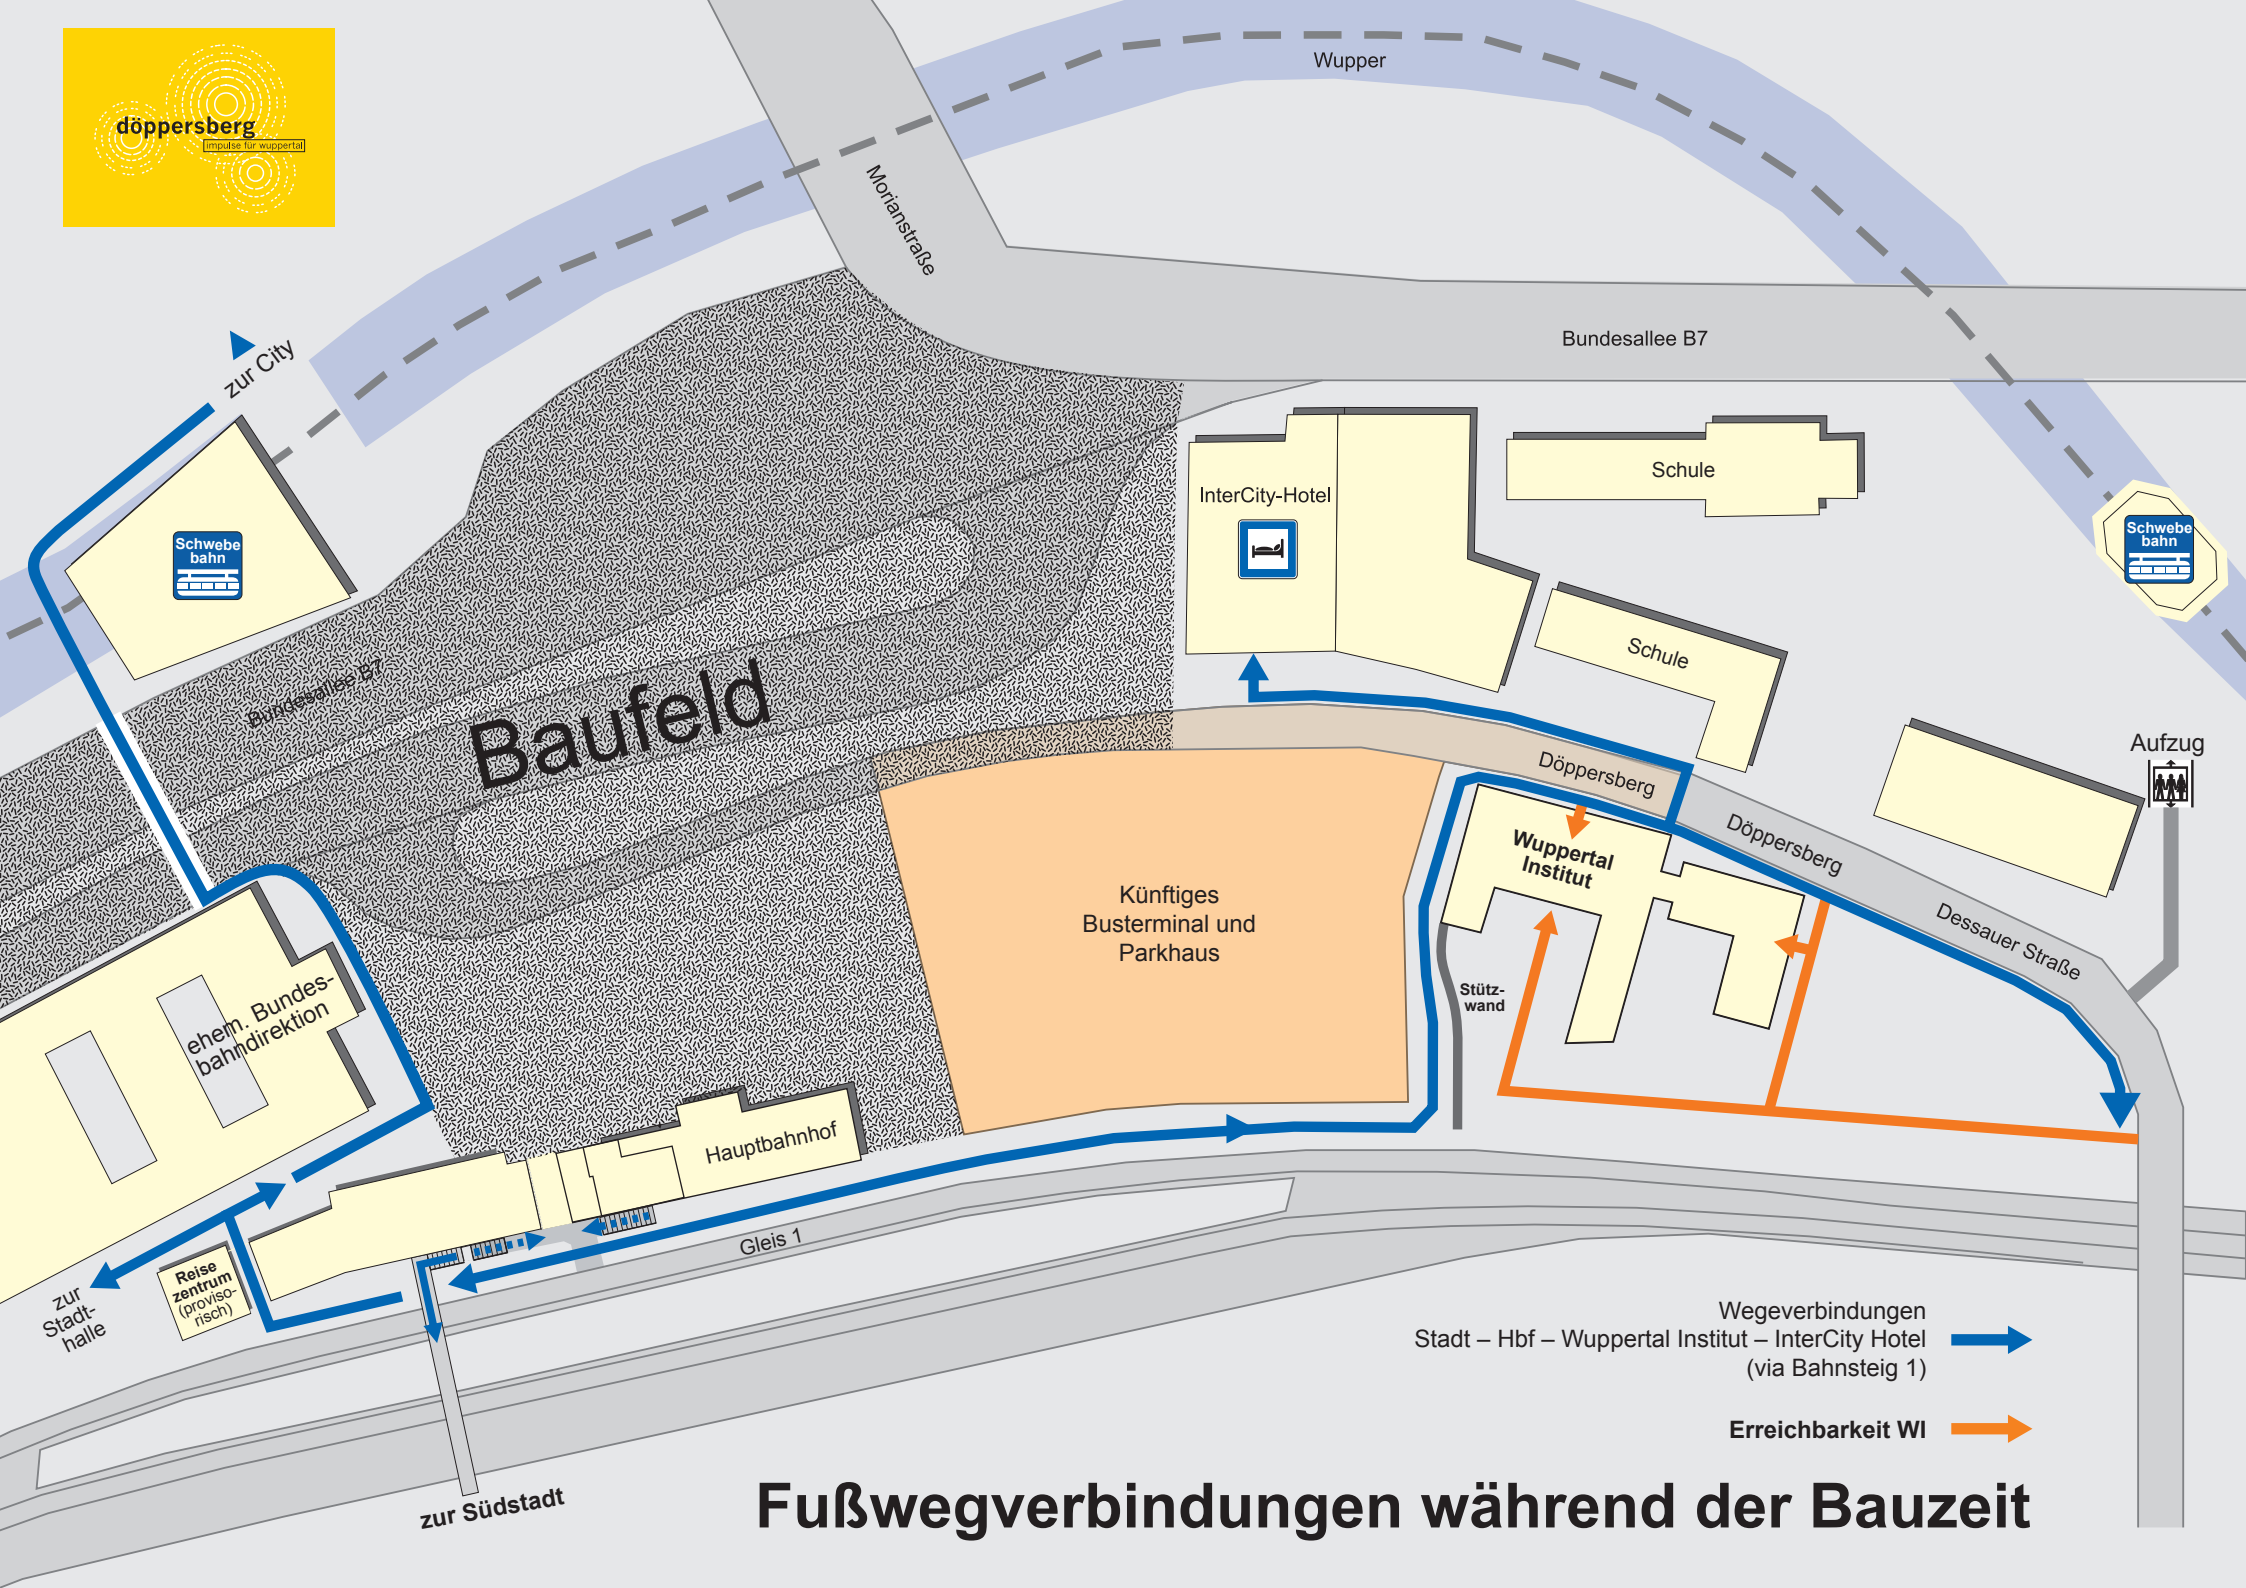 döppersberg
impulse für wuppertal
Wupper
Morianstraße
Bundesallee B7
zur City
Schwebe
bahn
InterCity-Hotel
Schule
Schwebe
bahn
Schule
Bundesallee B7
Baufeld
Aufzug
Döppersberg
Döppersberg
Wuppertal
Institut
Künftiges
Busterminal und
Parkhaus
Dessauer Straße
Stütz-
wand
ehem. Bundes-
bahndirektion
Hauptbahnhof
Gleis 1
Reise
zentrum
(proviso-
risch)
zur
Stadt-
halle
Wegeverbindungen
Stadt – Hbf – Wuppertal Institut – InterCity Hotel
(via Bahnsteig 1)
Erreichbarkeit WI
zur Südstadt
Fußwegverbindungen während der Bauzeit